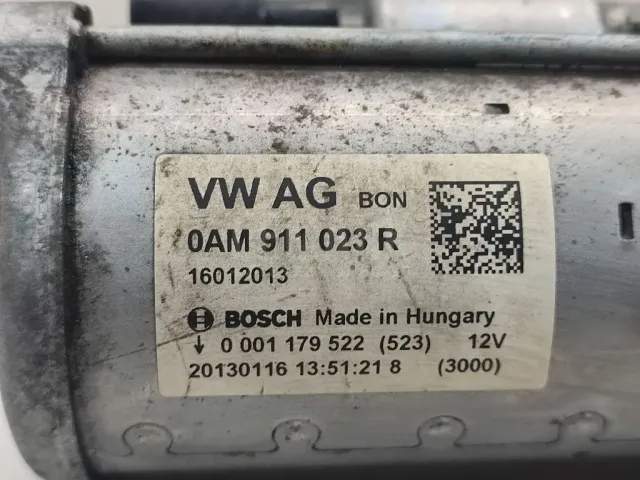 VW AG BON
0AM 911 023 R
16012013
BOSCH Made in Hungary
↓ 0 001 179 522 (523) 12V
20130116 13:51:21 8 (3000)